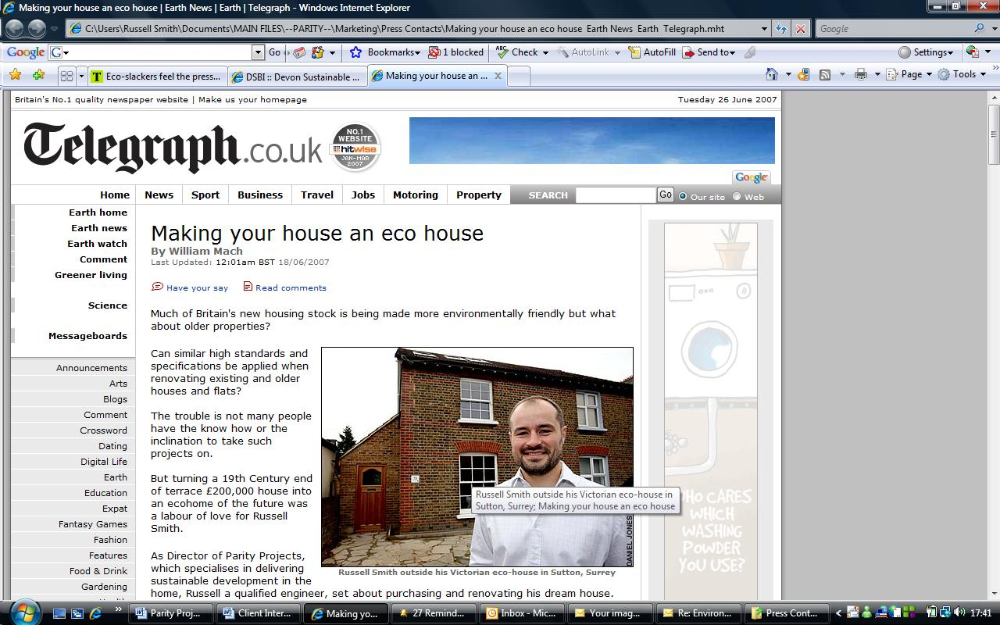 Making your house an eco house | Earth News | Earth | Telegraph - Windows Internet Explorer
C:\Users\Russell Smith\Documents\MAIN FILES\--PARITY--\Marketing\Press Contacts\Making your house an eco house Earth News Earth Telegraph.mht
Google
Google G Go Bookmarks 1 blocked ABC Check AutoLink AutoFill Send to Settings
T Eco-slackers feel the press...
DSBI :: Devon Sustainable ...
Making your house an ...
Page Tools
Britain's No.1 quality newspaper website | Make us your homepage
Tuesday 26 June 2007
Telegraph.co.uk
NO.1
WEBSITE
hitwise
JAN-MAR
2007
Google
Home News Sport Business Travel Jobs Motoring Property SEARCH Go Our site Web
Earth home
Earth news
Earth watch
Comment
Greener living
Science
Messageboards
Announcements
Arts
Blogs
Comment
Crossword
Dating
Digital Life
Earth
Education
Expat
Fantasy Games
Fashion
Features
Food & Drink
Gardening
Making your house an eco house
By William Mach
Last Updated: 12:01am BST 18/06/2007
Have your say Read comments
Much of Britain's new housing stock is being made more environmentally friendly but what
about older properties?
Can similar high standards and
specifications be applied when
renovating existing and older
houses and flats?
The trouble is not many people
have the know how or the
inclination to take such
projects on.
But turning a 19th Century end
of terrace £200,000 house into
an ecohome of the future was
a labour of love for Russell
Smith.
As Director of Parity Projects,
which specialises in delivering
sustainable development in the
home, Russell a qualified engineer, set about purchasing and renovating his dream house.
Russell Smith outside his Victorian eco-house in
Sutton, Surrey; Making your house an eco house
DANIEL JONES
Russell Smith outside his Victorian eco-house in Sutton, Surrey
WHO CARES
WHICH
WASHING
POWDER
YOU USE?
Parity Proj...
Client Inter...
Making yo...
27 Remind...
Inbox - Mic...
Your imag...
Re: Environ...
Press Cont...
17:41